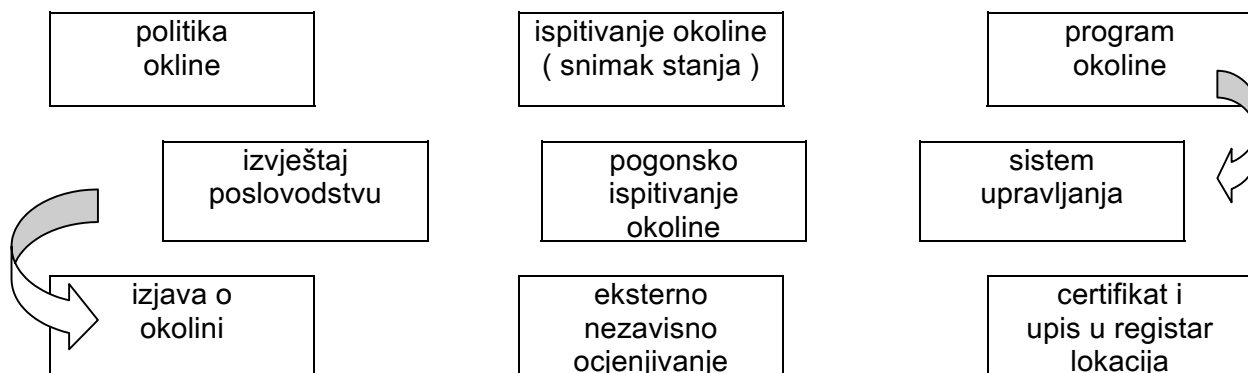 politika
okline
ispitivanje okoline
( snimak stanja )
program
okoline
izvještaj
poslovodstvu
pogonsko
ispitivanje
okoline
sistem
upravljanja
izjava o
okolini
eksterno
nezavisno
ocjenjivanje
certifikat i
upis u registar
lokacija